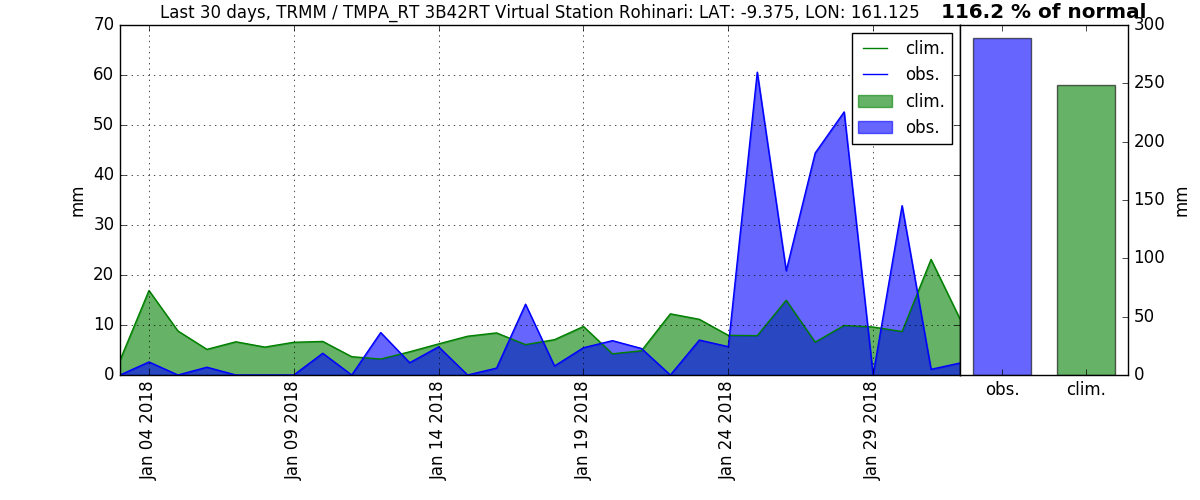 Last 30 days, TRMM / TMPA_RT 3B42RT Virtual Station Rohinari: LAT: -9.375, LON: 161.125
116.2 % of normal
70
60
50
40
30
20
10
0
mm
clim.
obs.
clim.
obs.
Jan 04 2018
Jan 09 2018
Jan 14 2018
Jan 19 2018
Jan 24 2018
Jan 29 2018
300
250
200
150
100
50
0
mm
obs.
clim.